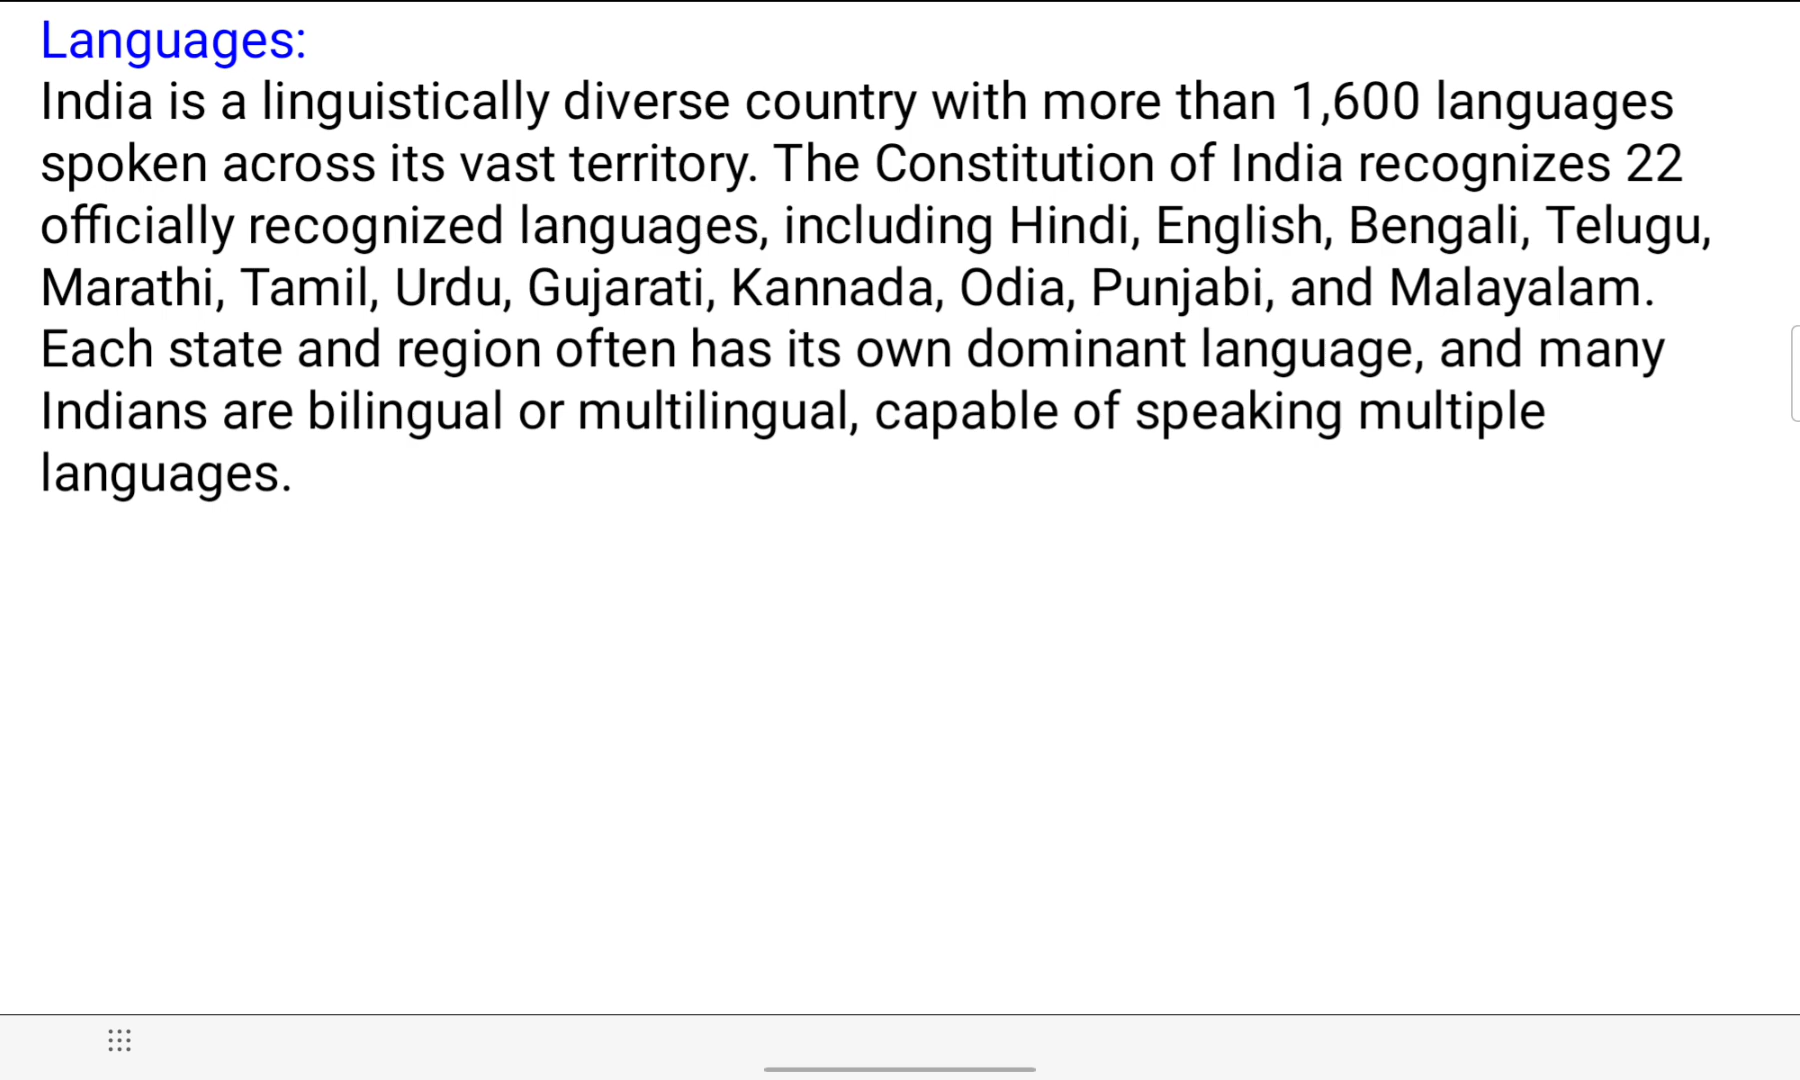 Languages:
India is a linguistically diverse country with more than 1,600 languages
spoken across its vast territory. The Constitution of India recognizes 22
officially recognized languages, including Hindi, English, Bengali, Telugu,
Marathi, Tamil, Urdu, Gujarati, Kannada, Odia, Punjabi, and Malayalam.
Each state and region often has its own dominant language, and many
Indians are bilingual or multilingual, capable of speaking multiple
languages.